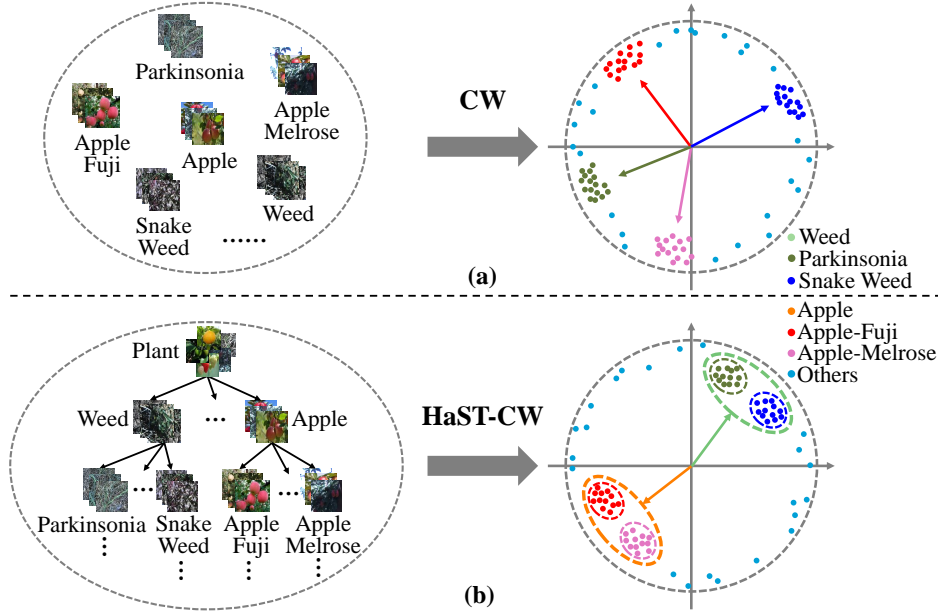 Parkinsonia
Apple
Melrose
Apple
Fuji
Apple
Snake
Weed
Weed
......
CW
(a)
Weed
Parkinsonia
Snake Weed
Apple
Apple-Fuji
Apple-Melrose
Others
Plant
Weed
...
Apple
HaST-CW
...
...
Parkinsonia
Snake
Weed
Apple
Fuji
Apple
Melrose
(b)